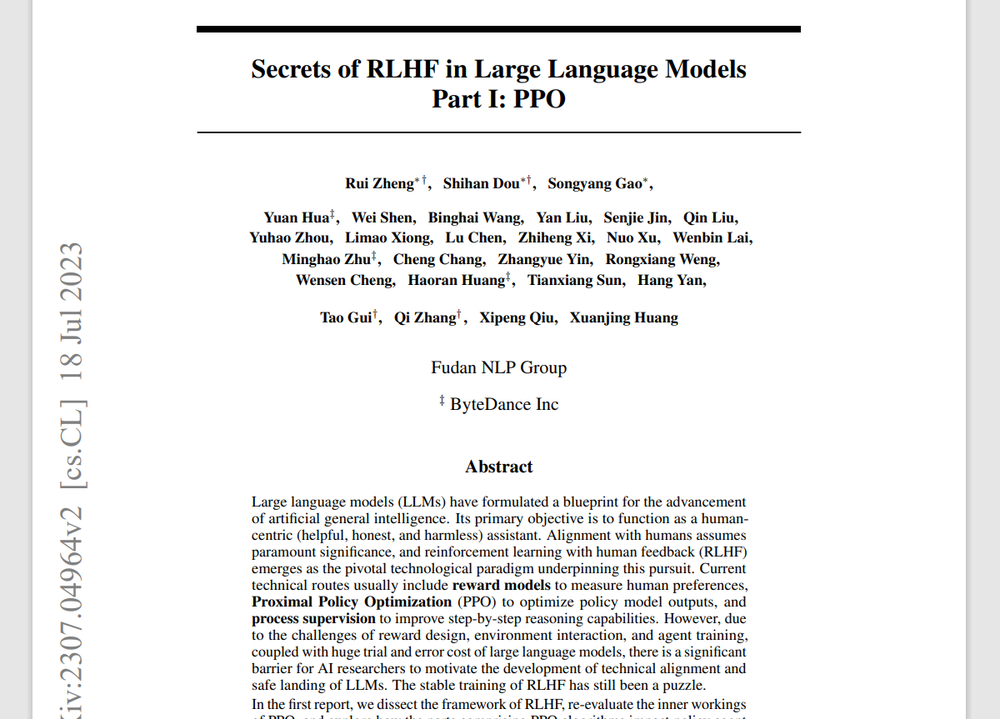 Secrets of RLHF in Large Language Models
Part I: PPO
Rui Zheng*†, Shihan Dou*†, Songyang Gao*,
Yuan Hua‡, Wei Shen, Binghai Wang, Yan Liu, Senjie Jin, Qin Liu,
Yuhao Zhou, Limao Xiong, Lu Chen, Zhiheng Xi, Nuo Xu, Wenbin Lai,
Minghao Zhu‡, Cheng Chang, Zhangyue Yin, Rongxiang Weng,
Wensen Cheng, Haoran Huang‡, Tianxiang Sun, Hang Yan,
Tao Gui†, Qi Zhang†, Xipeng Qiu, Xuanjing Huang
Fudan NLP Group
‡ ByteDance Inc
Abstract
Large language models (LLMs) have formulated a blueprint for the advancement
of artificial general intelligence. Its primary objective is to function as a human-
centric (helpful, honest, and harmless) assistant. Alignment with humans assumes
paramount significance, and reinforcement learning with human feedback (RLHF)
emerges as the pivotal technological paradigm underpinning this pursuit. Current
technical routes usually include reward models to measure human preferences,
Proximal Policy Optimization (PPO) to optimize policy model outputs, and
process supervision to improve step-by-step reasoning capabilities. However, due
to the challenges of reward design, environment interaction, and agent training,
coupled with huge trial and error cost of large language models, there is a significant
barrier for AI researchers to motivate the development of technical alignment and
safe landing of LLMs. The stable training of RLHF has still been a puzzle.
In the first report, we dissect the framework of RLHF, re-evaluate the inner workings
iv:2307.04964v2 [cs.CL] 18 Jul 2023